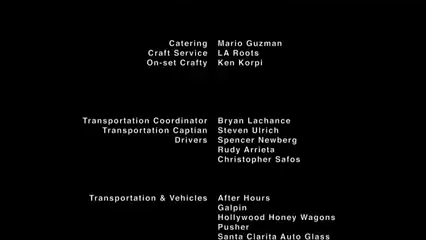 Catering Mario Guzman
Craft Service LA Roots
On-set Crafty Ken Korpi
Transportation Coordinator Bryan Lachance
Transportation Captian Steven Ulrich
Drivers Spencer Newberg
Rudy Arrieta
Christopher Safos
Transportation & Vehicles After Hours
Galpin
Hollywood Honey Wagons
Pusher
Santa Clarita Auto Glass